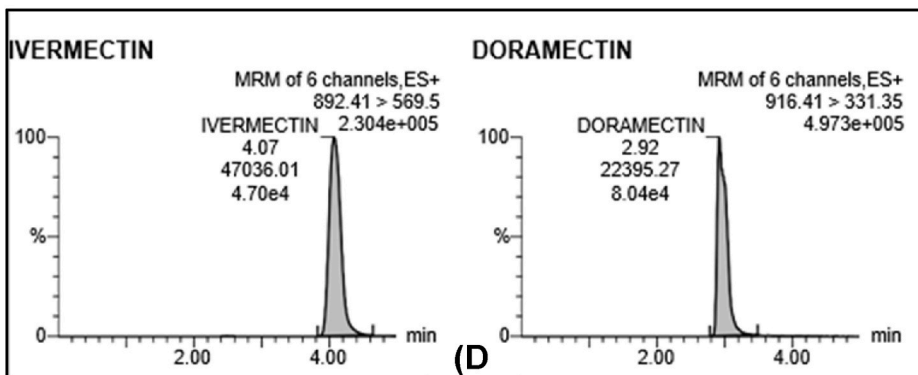 IVERMECTIN
MRM of 6 channels,ES+
892.41 > 569.5
IVERMECTIN 2.304e+005
4.07
47036.01
4.70e4
100
%
0
min
2.00 4.00
DORAMECTIN
MRM of 6 channels,ES+
916.41 > 331.35
DORAMECTIN 4.973e+005
2.92
22395.27
8.04e4
100
%
0
min
2.00 4.00
(D